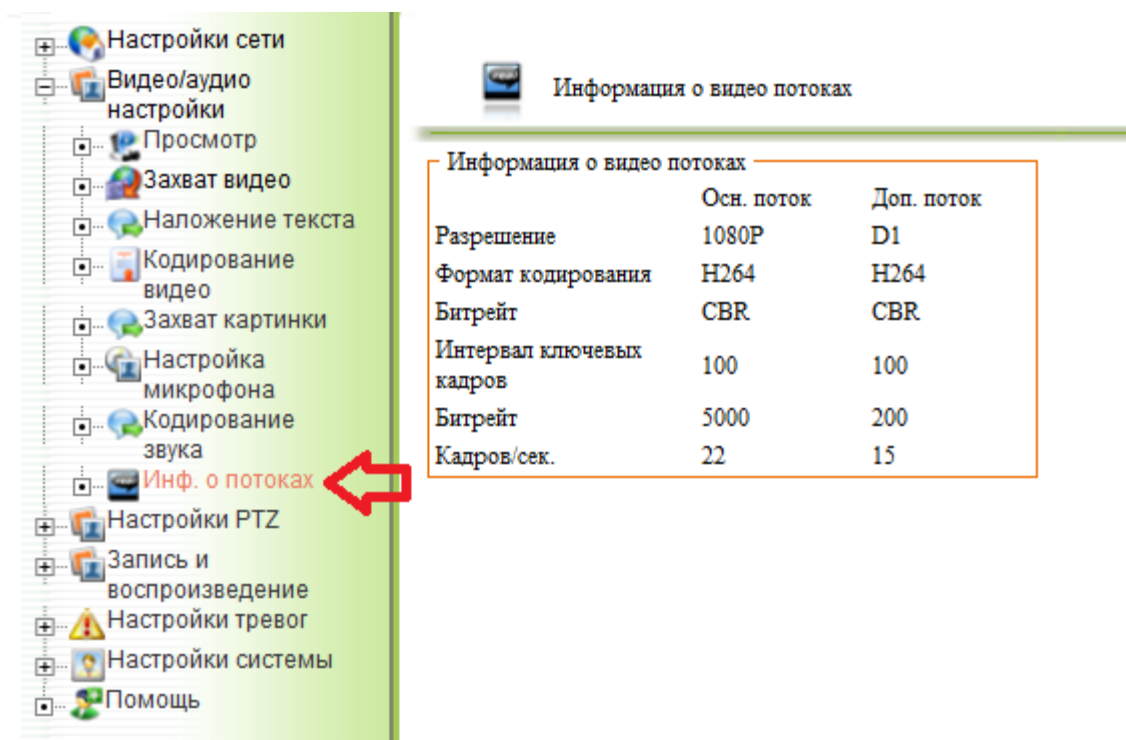 Настройки сети
Видео/аудио
настройки
Просмотр
Захват видео
Наложение текста
Кодирование
видео
Захват картинки
Настройка
микрофона
Кодирование
звука
Инф. о потоках
Настройки PTZ
Запись и
воспроизведение
Настройки тревог
Настройки системы
Помощь
Информация о видео потоках
Информация о видео потоках
Осн. поток Доп. поток
Разрешение 1080P D1
Формат кодирования H264 H264
Битрейт CBR CBR
Интервал ключевых
кадров 100 100
Битрейт 5000 200
Кадров/сек. 22 15